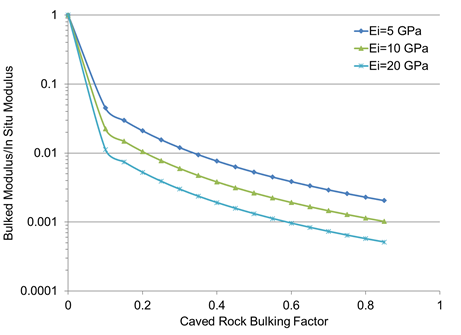 1
0.1
0.01
0.001
0.0001
Bulked Modulus/In Situ Modulus
Ei=5 GPa
Ei=10 GPa
Ei=20 GPa
0 0.2 0.4 0.6 0.8 1
Caved Rock Bulking Factor